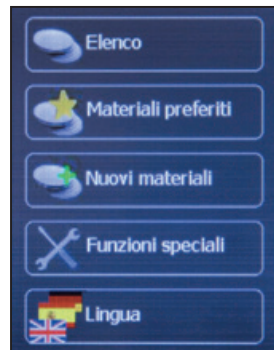 Elenco
Materiali preferiti
Nuovi materiali
Funzioni speciali
Lingua